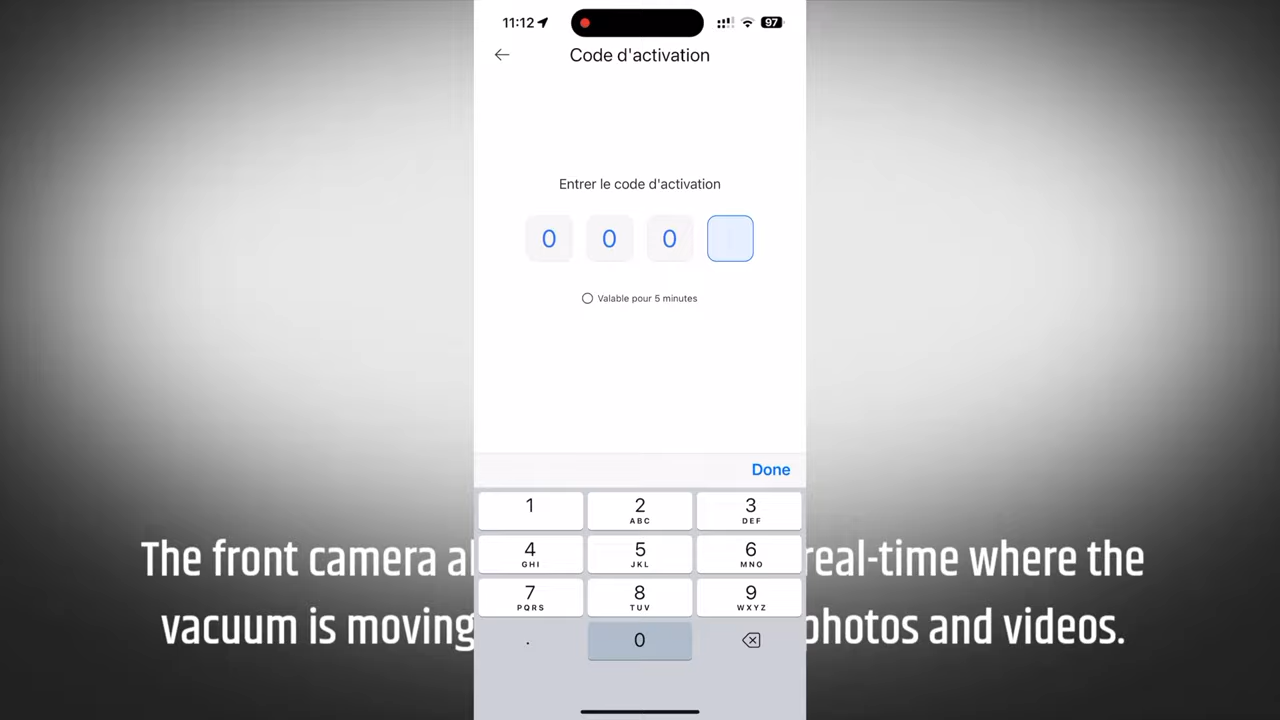 11:12
97
Code d'activation
Entrer le code d'activation
0 0 0
Valable pour 5 minutes
Done
1
2 ABC
3 DEF
4 GHI
5 JKL
6 MNO
7 PQRS
8 TUV
9 WXYZ
. 0
The front camera real-time where the
vacuum is moving photos and videos.